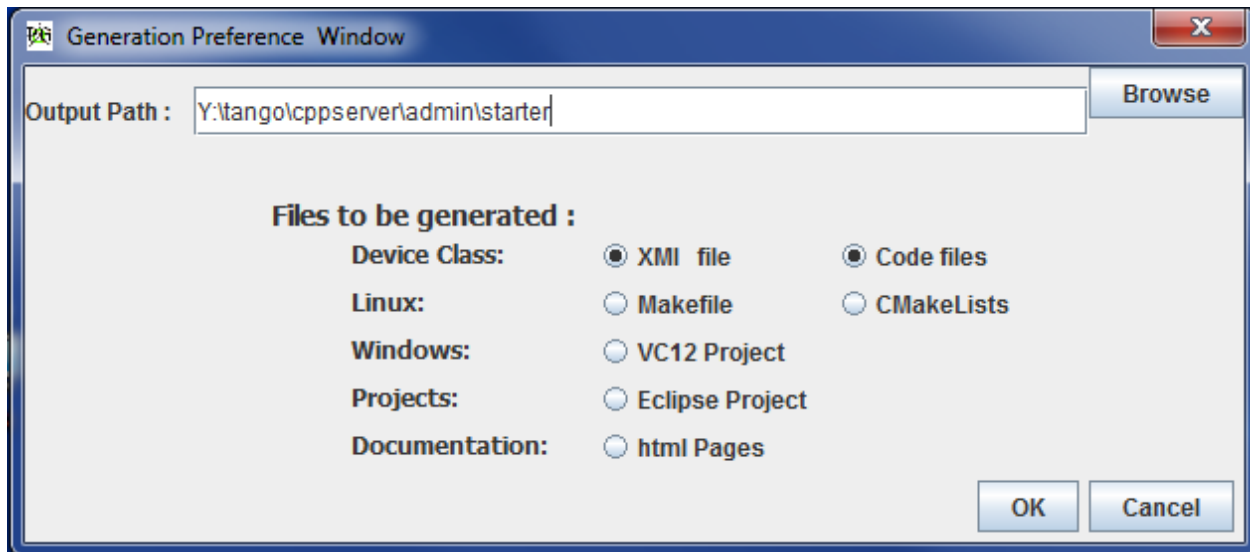 Generation Preference Window
Output Path : Y:\tango\cppserver\admin\starter Browse
Files to be generated :
Device Class: XMI file Code files
Linux: Makefile CMakeLists
Windows: VC12 Project
Projects: Eclipse Project
Documentation: html Pages
OK Cancel